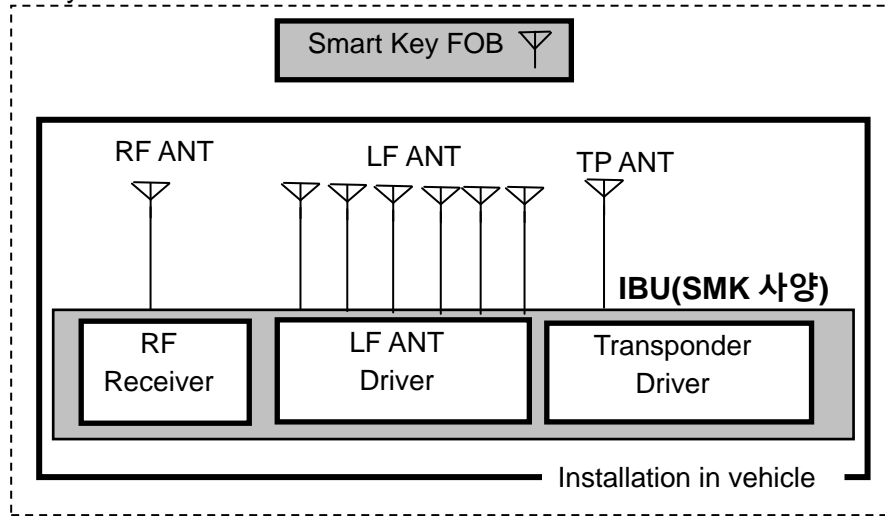 Smart Key FOB
RF ANT
LF ANT
TP ANT
IBU(SMK 사양)
RF
Receiver
LF ANT
Driver
Transponder
Driver
Installation in vehicle